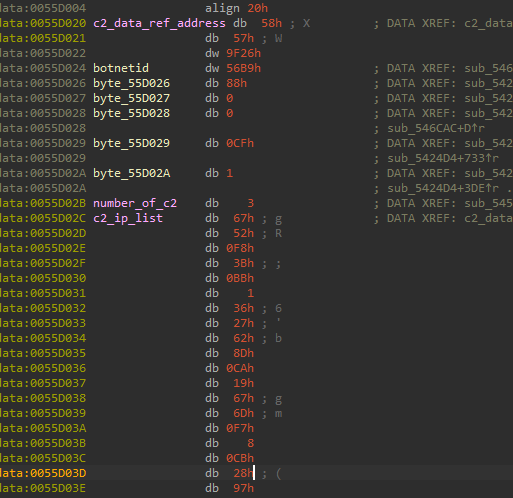 data:0055D004 align 20h
data:0055D020 c2_data_ref_address db 58h ; X ; DATA XREF: c2_data
data:0055D021 db 57h ; W
data:0055D022 dw 9F26h
data:0055D024 botnetid dw 56B9h ; DATA XREF: sub_546
data:0055D026 byte_55D026 db 88h ; DATA XREF: sub_542
data:0055D027 byte_55D027 db 0 ; DATA XREF: sub_542
data:0055D028 byte_55D028 db 0 ; DATA XREF: sub_542
data:0055D028 ; sub_546CAC+D↑r
data:0055D029 byte_55D029 db 0CFh ; DATA XREF: sub_542
data:0055D029 ; sub_5424D4+733↑r
data:0055D02A byte_55D02A db 1 ; DATA XREF: sub_542
data:0055D02A ; sub_5424D4+3DE↑r .
data:0055D02B number_of_c2 db 3 ; DATA XREF: sub_545
data:0055D02C c2_ip_list db 67h ; g ; DATA XREF: c2_data
data:0055D02D db 52h ; R
data:0055D02E db 0F8h
data:0055D02F db 3Bh ; ;
data:0055D030 db 0BBh
data:0055D031 db 1
data:0055D032 db 36h ; 6
data:0055D033 db 27h ; '
data:0055D034 db 62h ; b
data:0055D035 db 8Dh
data:0055D036 db 0CAh
data:0055D037 db 19h
data:0055D038 db 67h ; g
data:0055D039 db 6Dh ; m
data:0055D03A db 0F7h
data:0055D03B db 8
data:0055D03C db 0CBh
data:0055D03D db 28h ; (
data:0055D03E db 97h